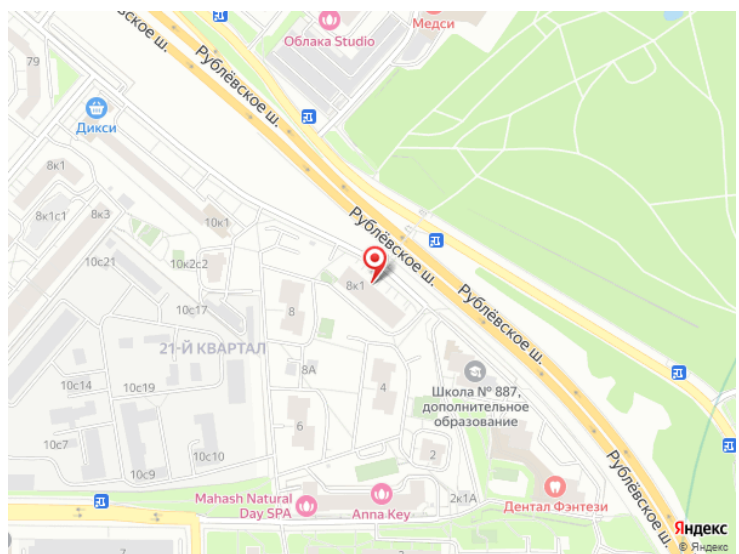 Рублёвское ш.
Облака Studio
Медси
79
Дикси
8к1
10к1
Рублёвское ш.
8к1с1
8к3
10с21
10к2с2
8к1
Рублёвское ш.
10с17
8
21-Й КВАРТАЛ
8А
10с14
10с19
4
Школа № 887,
дополнительное
образование
6
10с7
10с10
2
Рублёвское ш.
10с9
Mahash Natural
Day SPA
Anna Key
2к1А
Дентал Фэнтези
Яндекс
© Яндекс
7